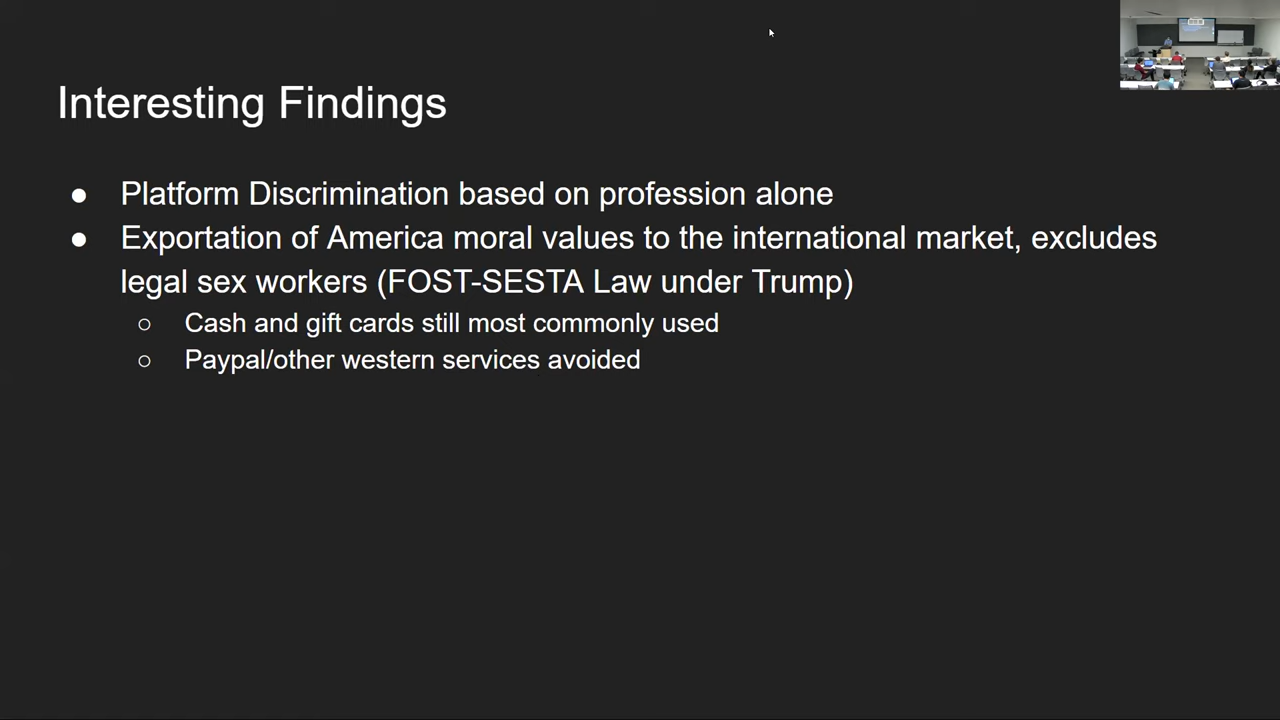 Interesting Findings
● Platform Discrimination based on profession alone
● Exportation of America moral values to the international market, excludes
legal sex workers (FOST-SESTA Law under Trump)
○ Cash and gift cards still most commonly used
○ Paypal/other western services avoided